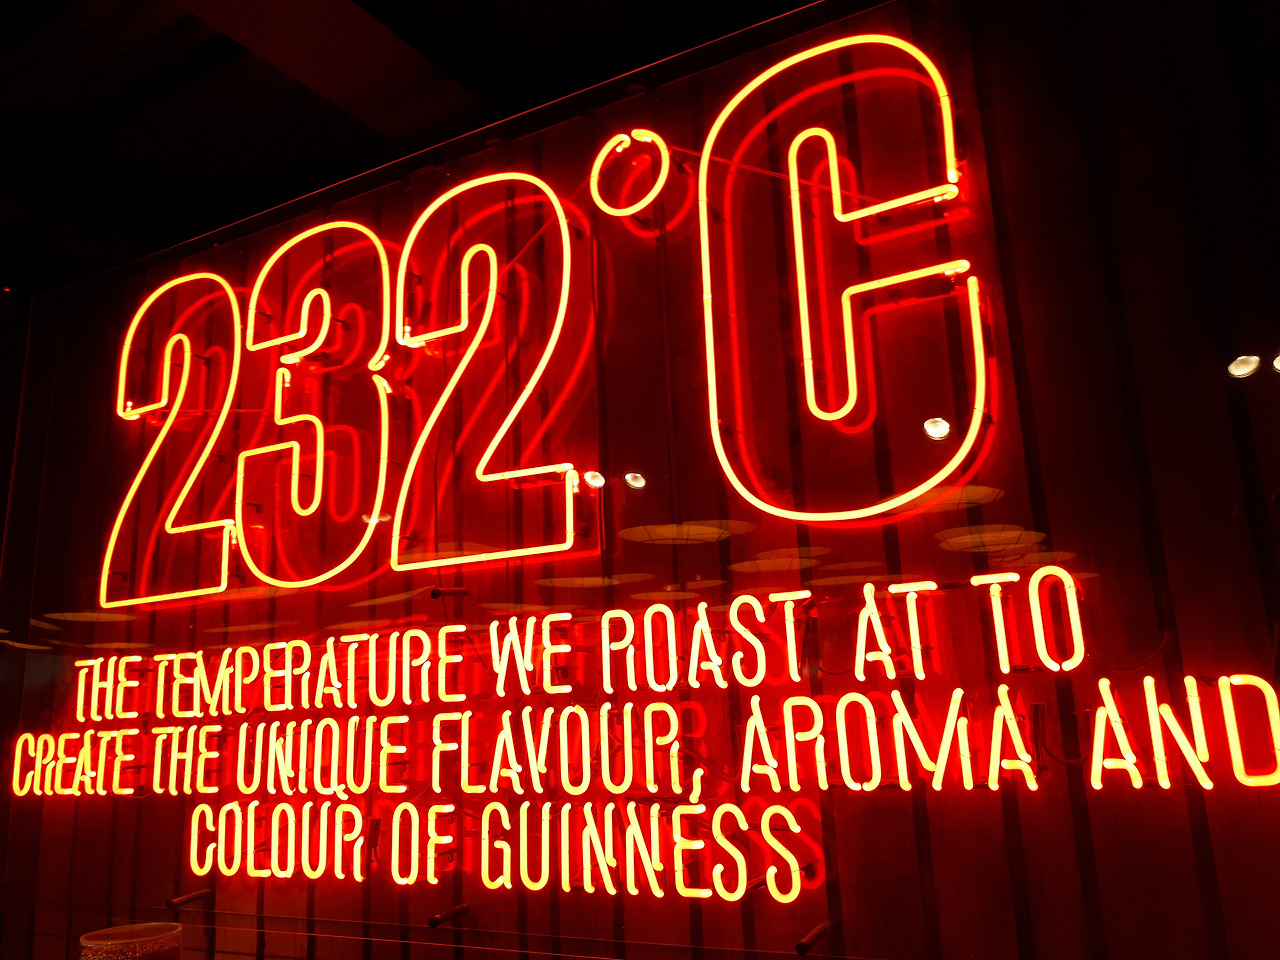 232°C
THE TEMPERATURE WE ROAST AT TO
CREATE THE UNIQUE FLAVOUR, AROMA AND
COLOUR OF GUINNESS